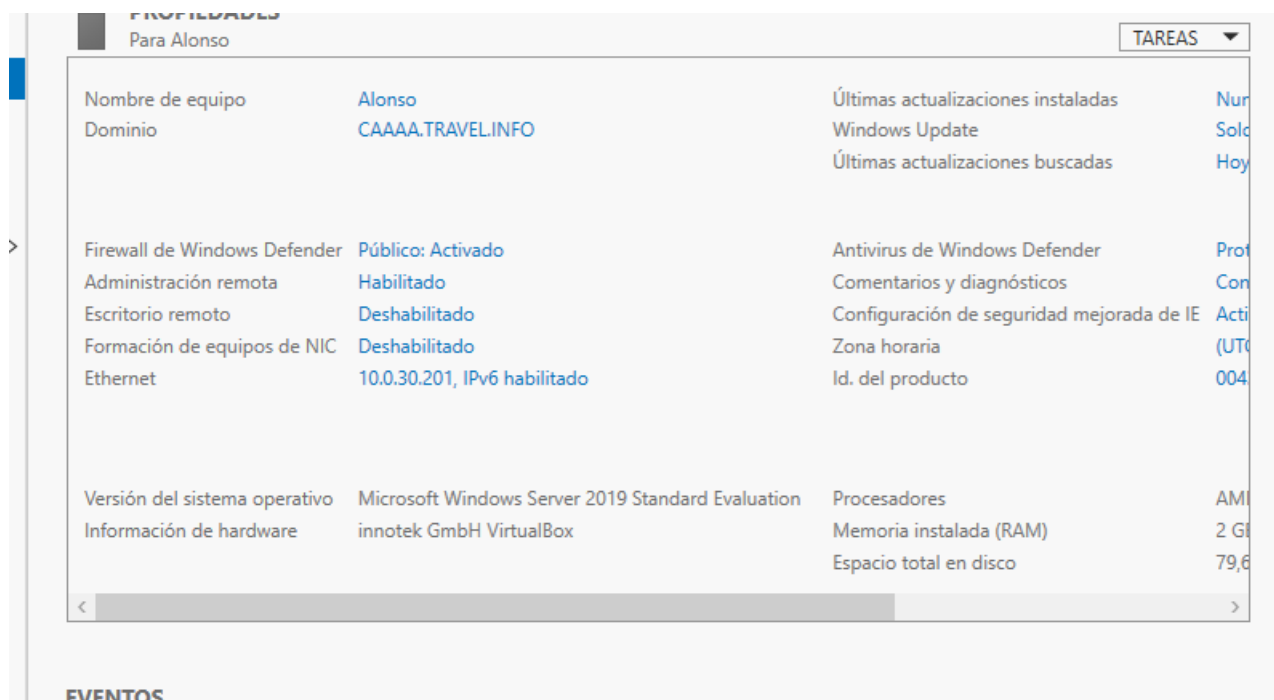 PROPIEDADES
Para Alonso
TAREAS
Nombre de equipo Alonso Últimas actualizaciones instaladas
Dominio CAAAA.TRAVEL.INFO Windows Update
Últimas actualizaciones buscadas Hoy
Firewall de Windows Defender Público: Activado Antivirus de Windows Defender
Administración remota Habilitado Comentarios y diagnósticos
Escritorio remoto Deshabilitado Configuración de seguridad mejorada de IE
Formación de equipos de NIC Deshabilitado Zona horaria
Ethernet 10.0.30.201, IPv6 habilitado Id. del producto
Versión del sistema operativo Microsoft Windows Server 2019 Standard Evaluation Procesadores
Información de hardware innotek GmbH VirtualBox Memoria instalada (RAM) 2
Espacio total en disco
EVENTOS